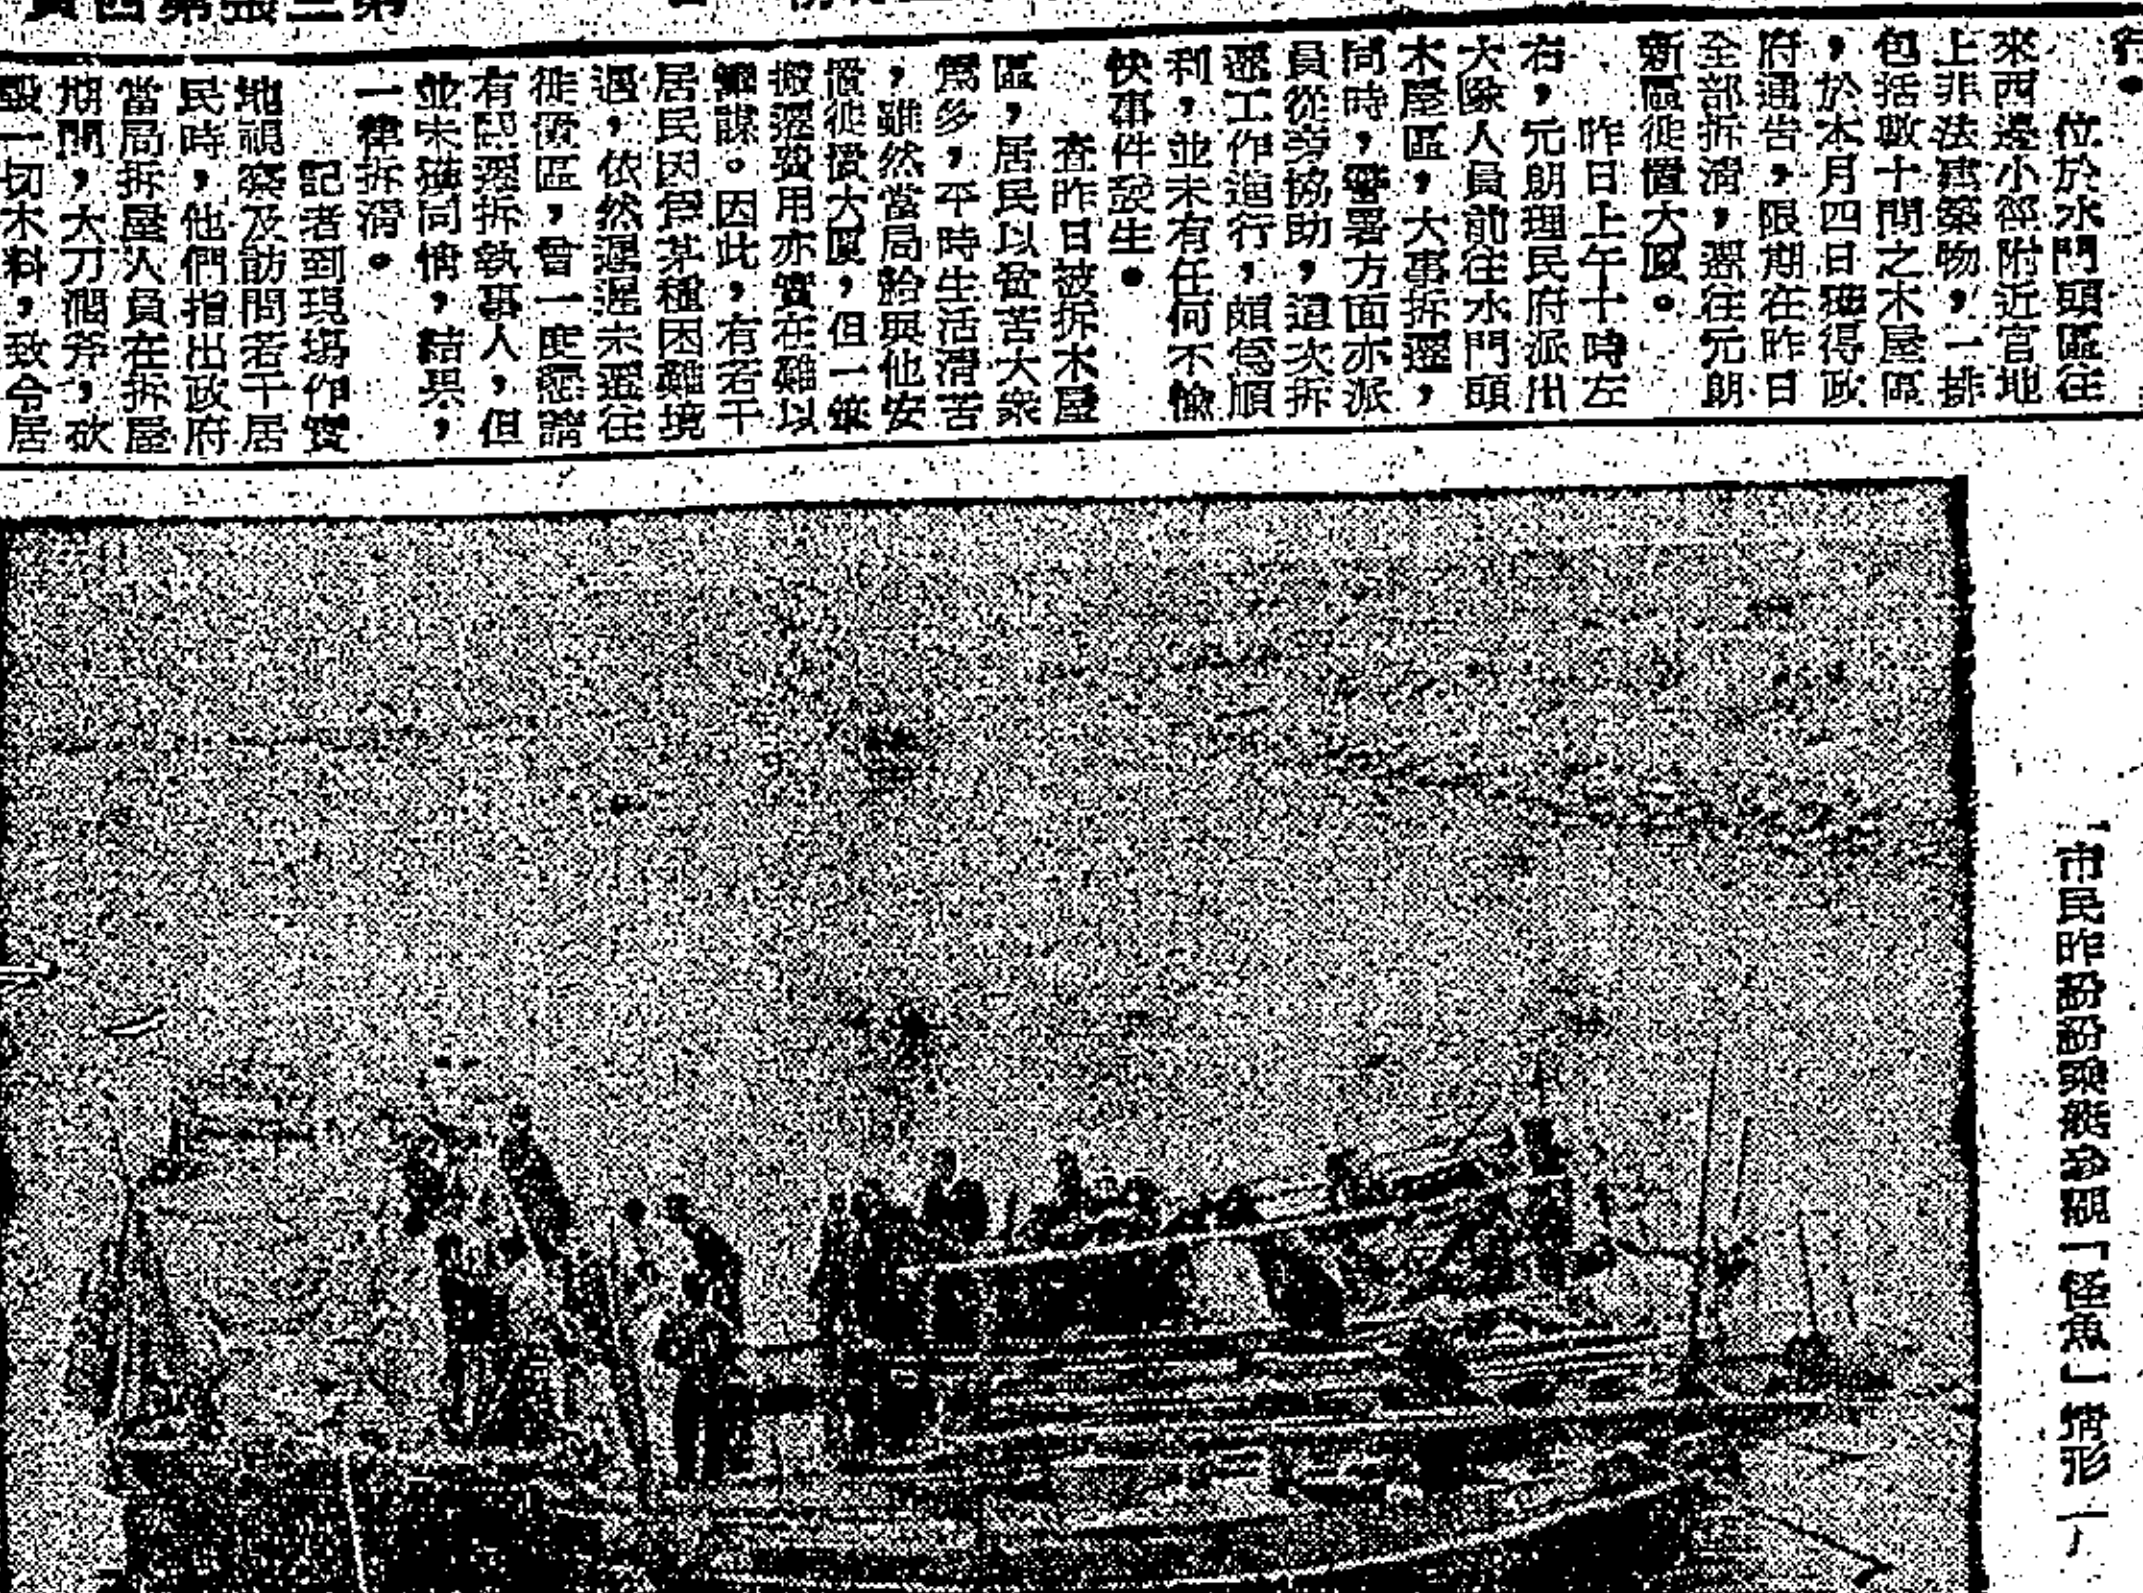 第三張第四頁
行。
位於水門頭區往
來西邊小徑附近官地
上非法建築物,一排
包括數十間之木屋區
,於本月四日獲得政
府通告,限期在昨日
全部拆清,遷往元朗
新區徙置大廈。
昨日上午十時左
右,元朗理民府派出
大隊人員前往水門頭
木屋區,大事拆遷,
同時,警署方面亦派
員從旁協助,這次拆
遷工作進行,頗為順
利,並未有任何不愉
快事件發生。
查昨日被拆木屋
區,居民以貧苦大衆
為多,平時生活清苦
,雖然當局給與他安
置徙置大廈,但一筆
搬遷費用亦實在難以
籌謀。因此,有若干
居民因為某種困難境
遇,依然遲遲未遷往
徙置區,曾一度懇請
有關遷拆執事人,但
並未獲同情,結果,
一律拆清。
記者到現場作實
地視察及訪問若干居
民時,他們指出政府
當局拆屋人員在拆屋
期間,大刀濶斧,砍
毀一切木料,致令居
市民昨紛紛乘艇參觀「怪魚」情形